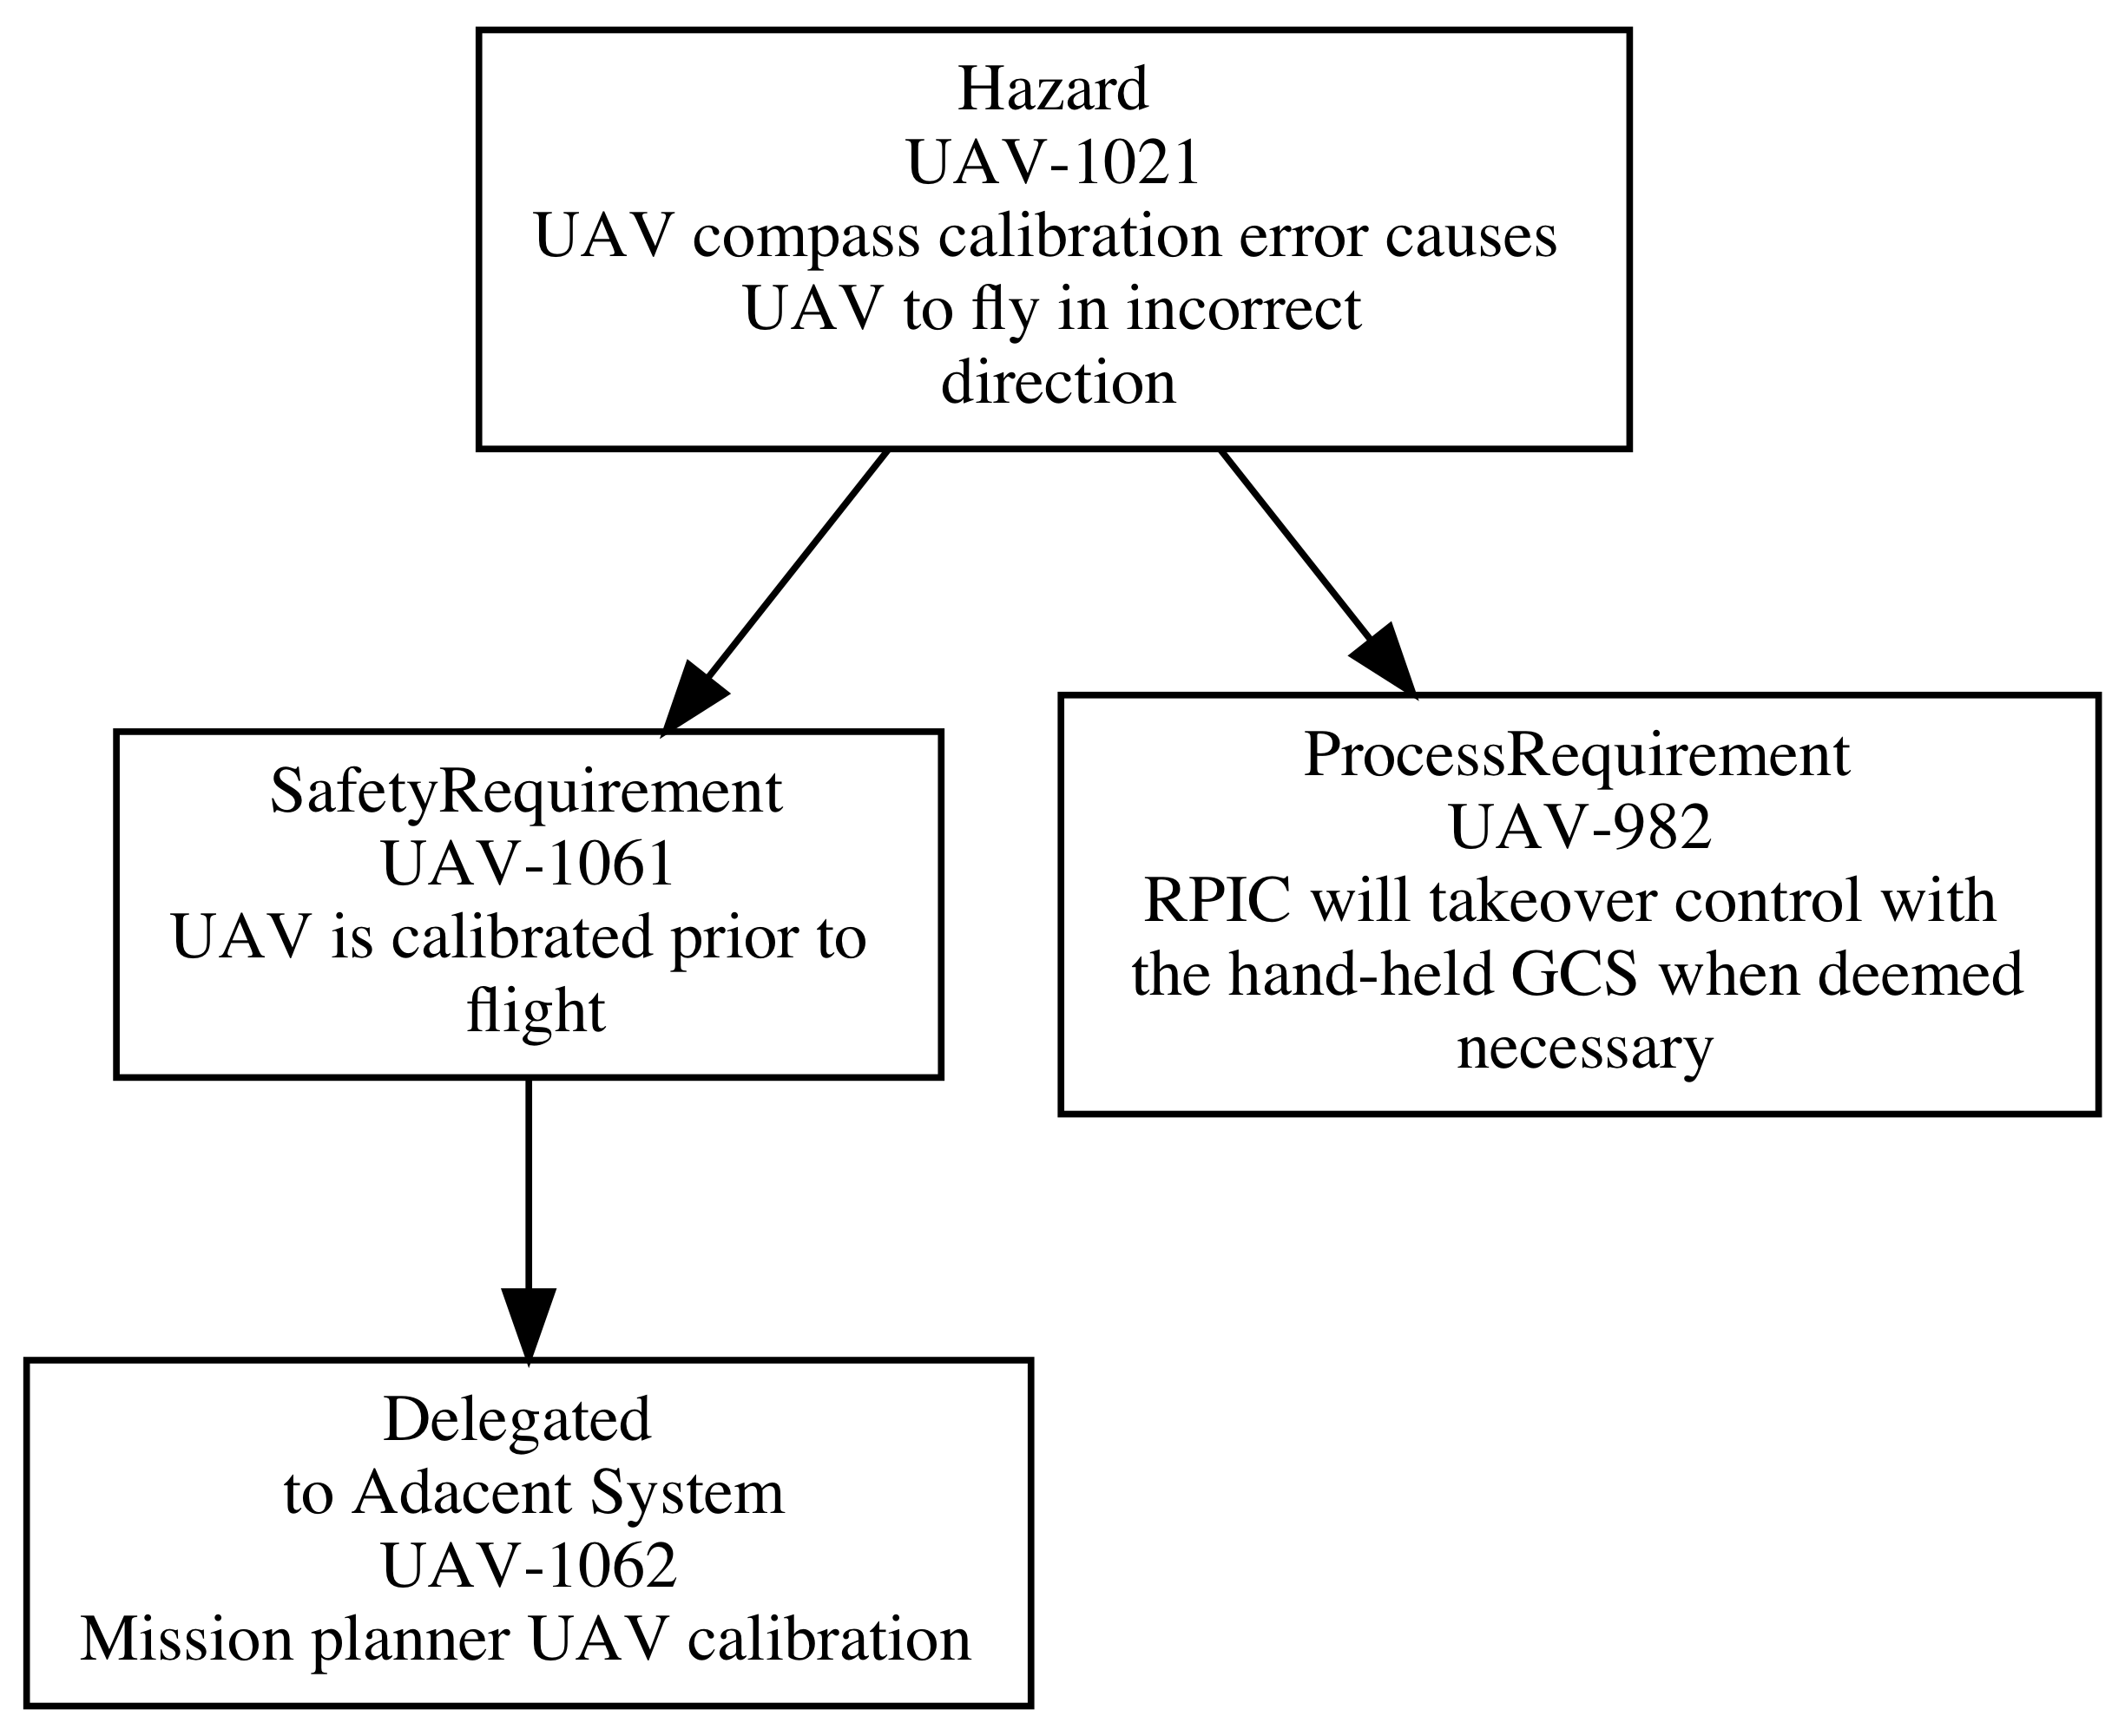 Hazard
UAV-1021
UAV compass calibration error causes
UAV to fly in incorrect
direction
SafetyRequirement
UAV-1061
UAV is calibrated prior to
flight
ProcessRequirement
UAV-982
RPIC will takeover control with
the hand-held GCS when deemed
necessary
Delegated
to Adacent System
UAV-1062
Mission planner UAV calibration